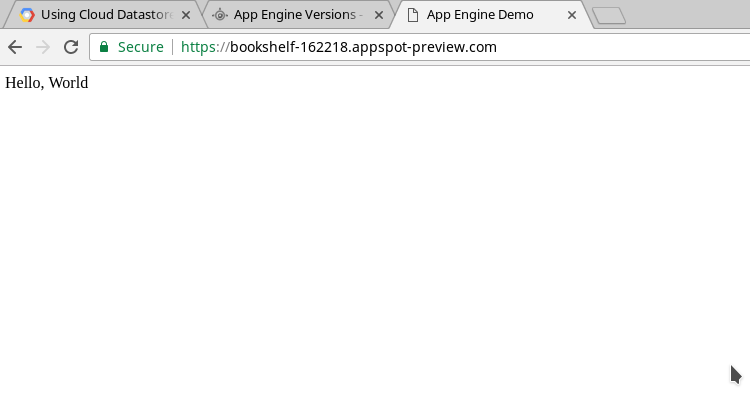 Using Cloud Datastore
App Engine Versions -
App Engine Demo
Secure
https://bookshelf-162218.appspot-preview.com
Hello, World